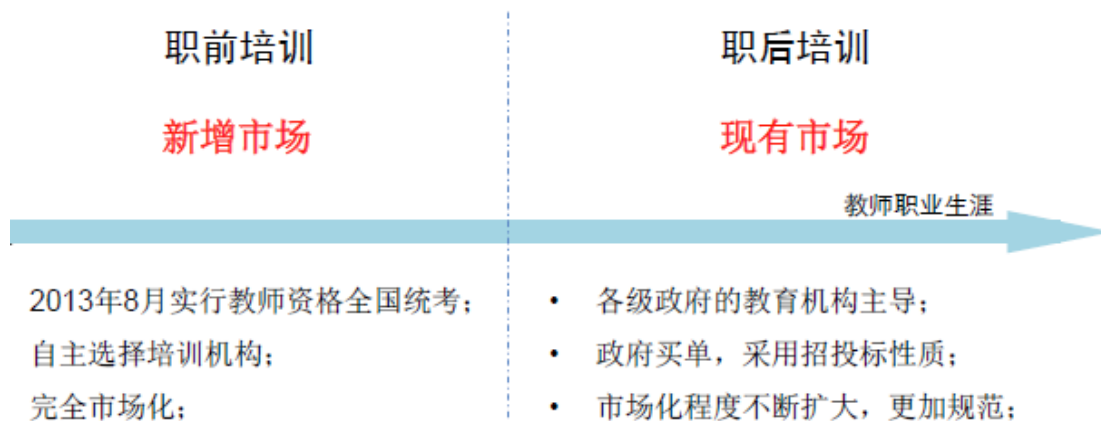 职前培训
新增市场
职后培训
现有市场
教师职业生涯
2013年8月实行教师资格全国统考;
自主选择培训机构;
完全市场化;
• 各级政府的教育机构主导;
• 政府买单，采用招投标性质;
• 市场化程度不断扩大，更加规范;